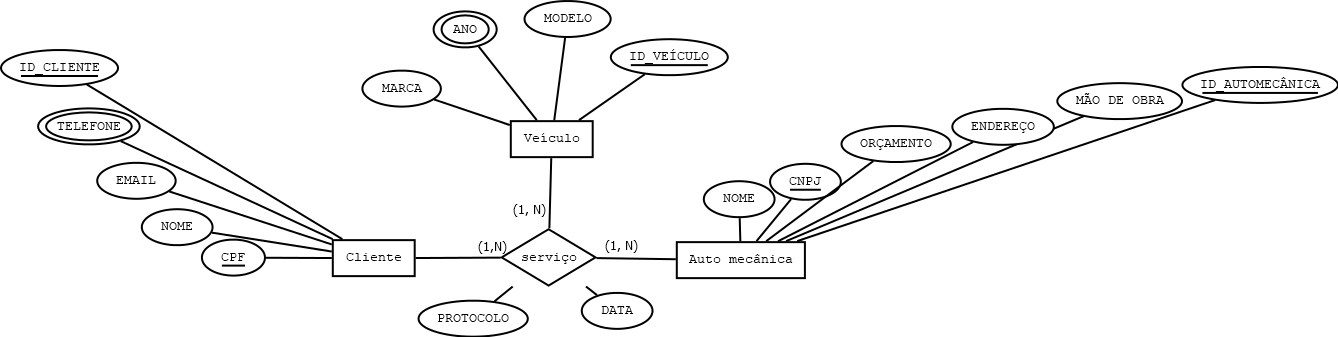 MODELO
ANO
ID_VEÍCULO
ID_CLIENTE
MARCA
ID_AUTOMECÂNICA
MÃO DE OBRA
TELEFONE
ENDEREÇO
Veículo
ORÇAMENTO
EMAIL
CNPJ
NOME
(1, N)
NOME
(1,N)
(1, N)
CPF
Cliente
serviço
Auto mecânica
PROTOCOLO
DATA